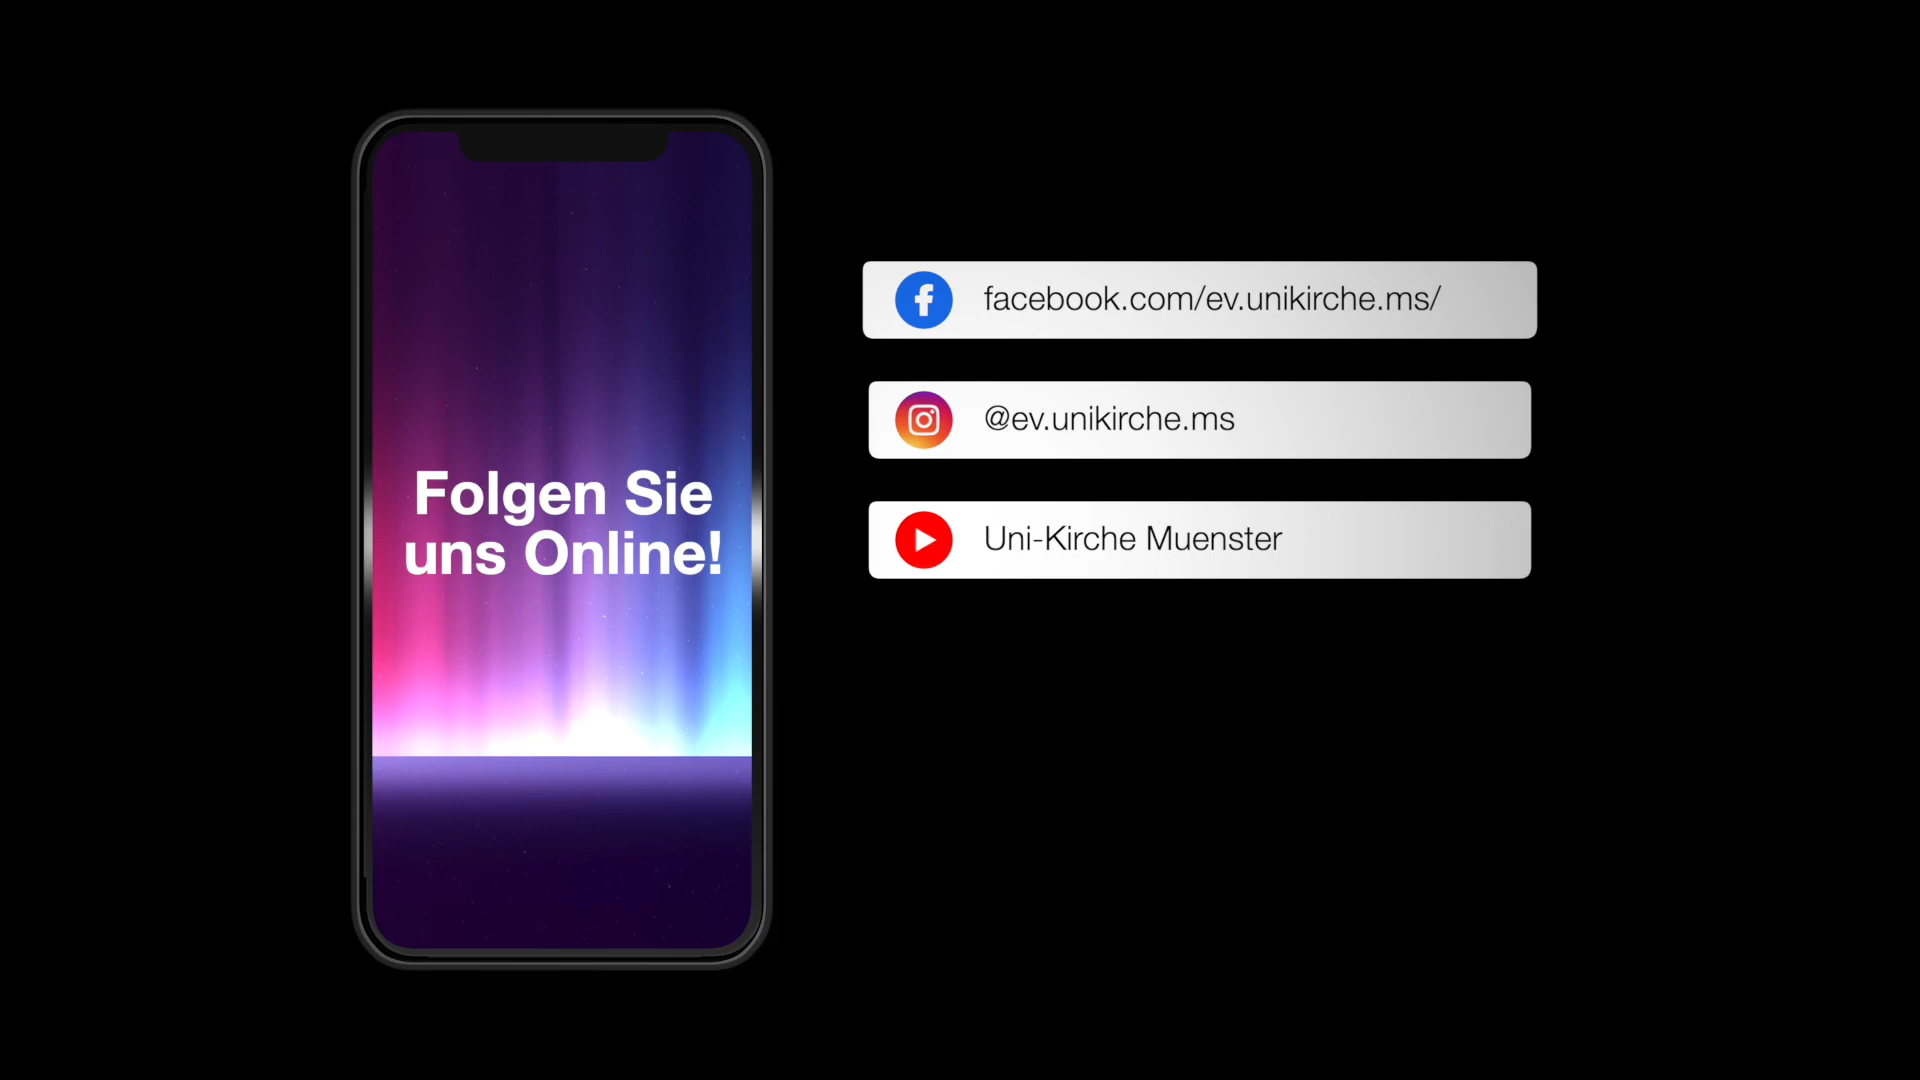 Folgen Sie
uns Online!
facebook.com/ev.unikirche.ms/
@ev.unikirche.ms
Uni-Kirche Muenster